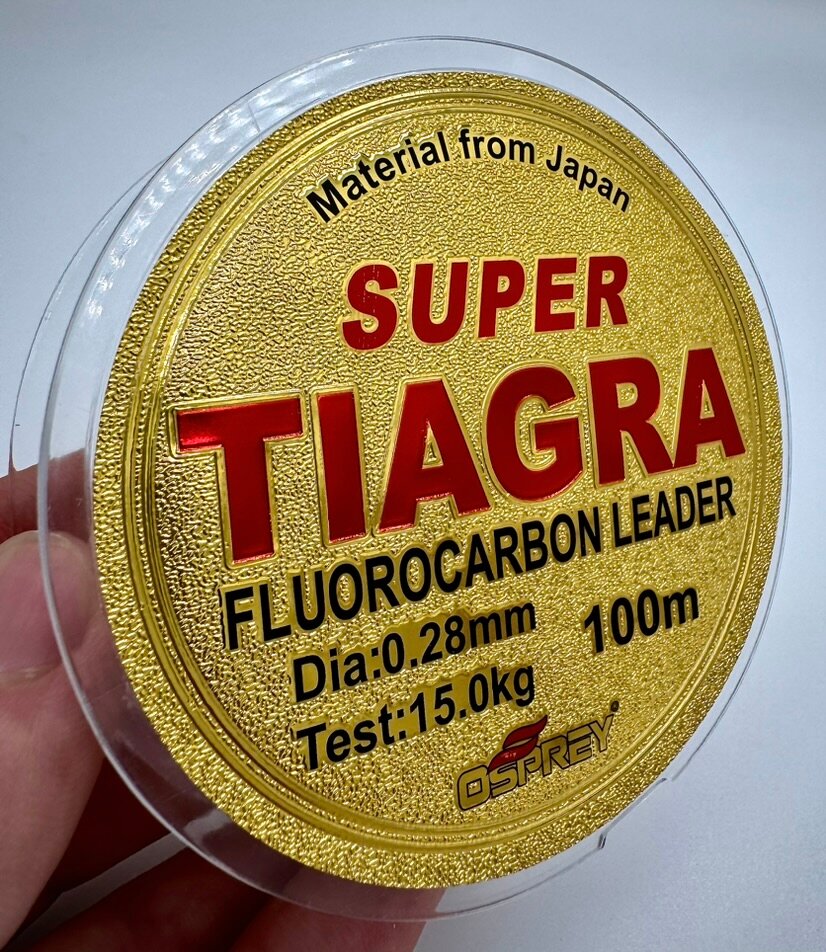 Material from Japan
SUPER
TIAGRA
FLUOROCARBON LEADER
Dia:0.28mm 100m
Test:15.0kg
OSPREY®